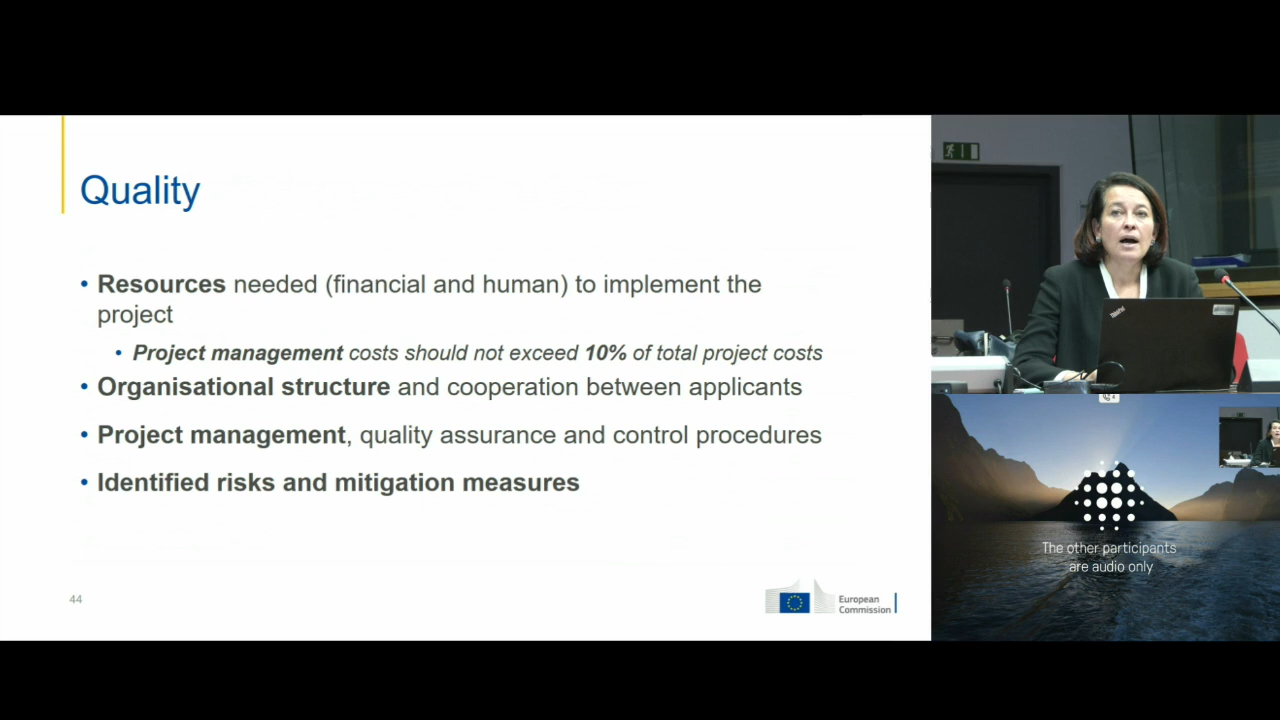 Quality
• Resources needed (financial and human) to implement the
project
• Project management costs should not exceed 10% of total project costs
• Organisational structure and cooperation between applicants
• Project management, quality assurance and control procedures
• Identified risks and mitigation measures
44
European
Commission
ThinkPad
The other participants
are audio only